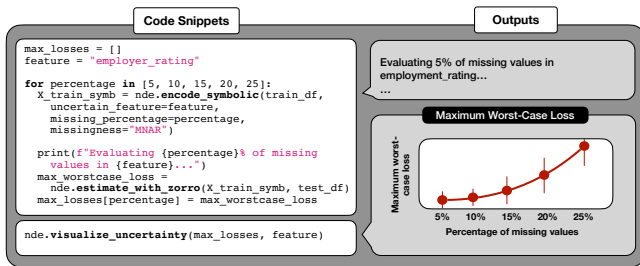 Code Snippets
max_losses = []
feature = "employer_rating"
for percentage in [5, 10, 15, 20, 25]:
X_train_symb = nde.encode_symbolic(train_df,
uncertain_feature=feature,
missing_percentage=percentage,
missingness="MNAR")
print(f"Evaluating {percentage}% of missing
values in {feature}...")
max_worstcase_loss =
nde.estimate_with_zorro(X_train_symb, test_df)
max_losses[percentage] = max_worstcase_loss
nde.visualize_uncertainty(max_losses, feature)
Outputs
Evaluating 5% of missing values in
employment_rating...
...
Maximum Worst-Case Loss
Maximum worst-
case loss
5% 10% 15% 20% 25%
Percentage of missing values